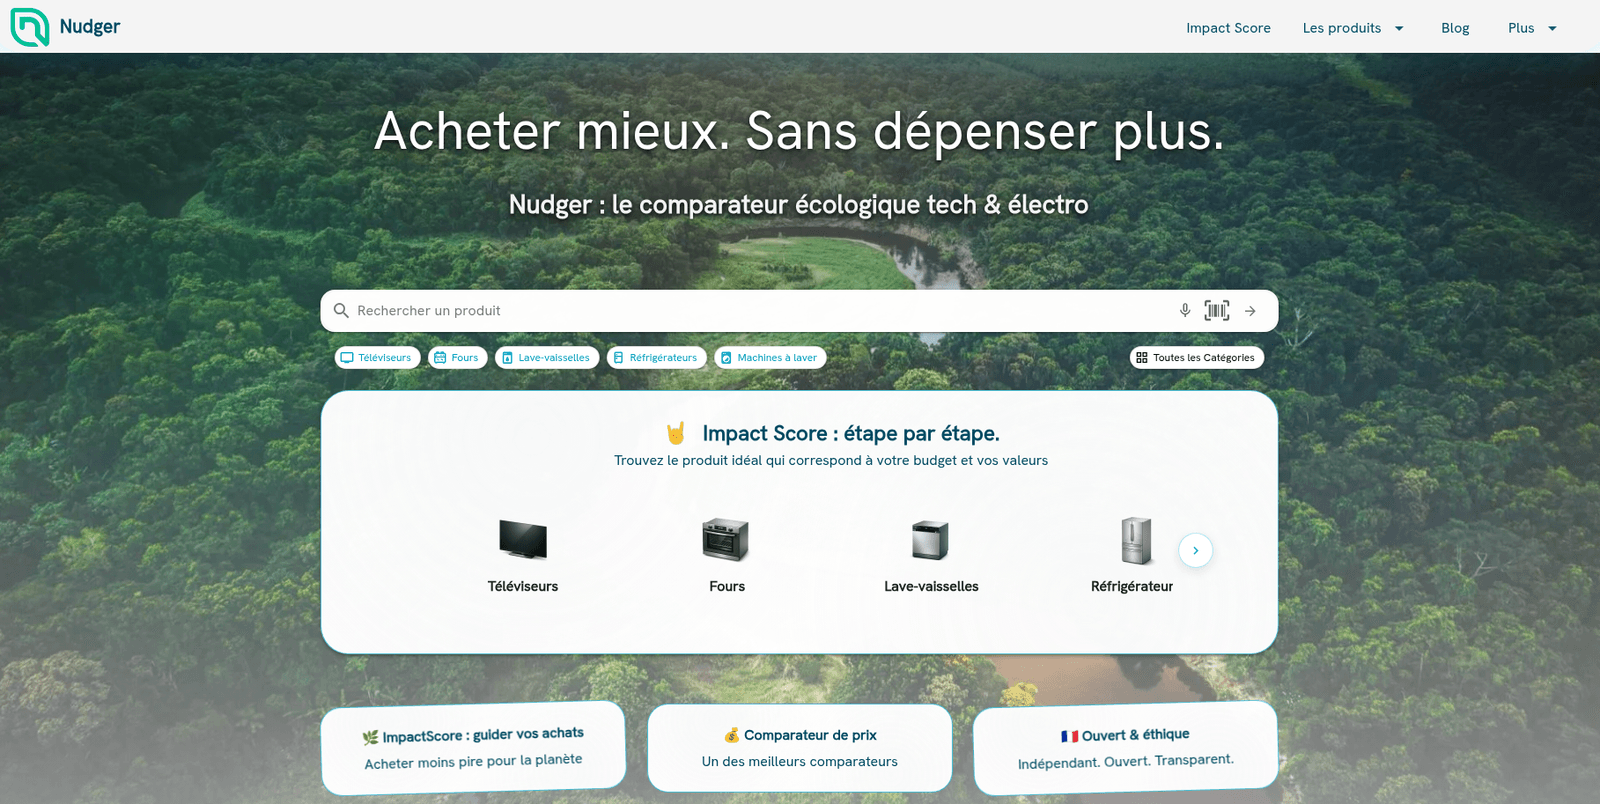 Nudger
Impact Score
Les produits
Blog
Plus
Acheter mieux. Sans dépenser plus.
Nudger : le comparateur écologique tech & électro
Rechercher un produit
Téléviseurs
Fours
Lave-vaisselles
Réfrigérateurs
Machines à laver
Toutes les Catégories
Impact Score : étape par étape.
Trouvez le produit idéal qui correspond à votre budget et vos valeurs
Téléviseurs
Fours
Lave-vaisselles
Réfrigérateur
ImpactScore : guider vos achats
Acheter moins pire pour la planète
Comparateur de prix
Un des meilleurs comparateurs
Ouvert & éthique
Indépendant. Ouvert. Transparent.